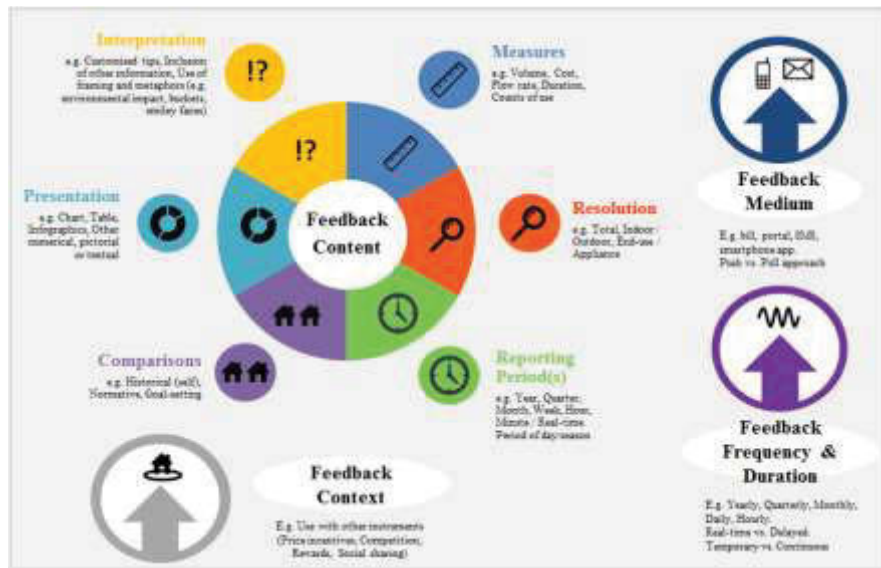 Interpretation
e.g. Customised tips, Inclusion
of other information, Use of
framing and metaphors (e.g.
environmental impact, buckets,
smiley faces)
!?
Measures
e.g. Volume, Cost,
Flow rate, Duration,
Counts of use
!?
Presentation
e.g. Chart, Table,
Infographics, Other
numerical, pictorial
or textual
Feedback
Content
Resolution
e.g. Total, Indoor /
Outdoor, End-use /
Appliance
Comparisons
e.g. Historical (self),
Normative, Goal-setting
Reporting
Period(s)
e.g. Year, Quarter,
Month, Week, Hour,
Minute / Real-time.
Period of day/season
Feedback
Context
E.g. Use with other instruments
(Price incentives, Competition,
Rewards, Social sharing)
Feedback
Medium
E.g. bill, portal, IHD,
smartphone app.
Push vs. Pull approach
Feedback
Frequency &
Duration
E.g. Yearly, Quarterly, Monthly,
Daily, Hourly.
Real-time vs. Delayed
Temporary vs. Continuous